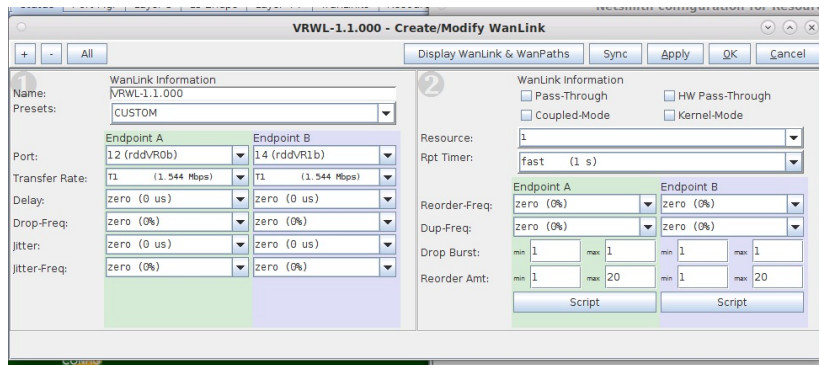 VRWL-1.1.000 - Create/Modify WanLink
+ - All Display WanLink & WanPaths Sync Apply OK Cancel
1
WanLink Information
Name: VRWL-1.1.000
Presets: CUSTOM
Endpoint A Endpoint B
Port: 12 (rddVR0b) 14 (rddVR1b)
Transfer Rate: T1 (1.544 Mbps) T1 (1.544 Mbps)
Delay: zero (0 us) zero (0 us)
Drop-Freq: zero (0%) zero (0%)
Jitter: zero (0 us) zero (0 us)
Jitter-Freq: zero (0%) zero (0%)
2
WanLink Information
Pass-Through HW Pass-Through
Coupled-Mode Kernel-Mode
Resource: 1
Rpt Timer: fast (1 s)
Endpoint A Endpoint B
Reorder-Freq: zero (0%) zero (0%)
Dup-Freq: zero (0%) zero (0%)
Drop Burst: min 1 max 1 min 1 max 1
Reorder Amt: min 1 max 20 min 1 max 20
Script Script